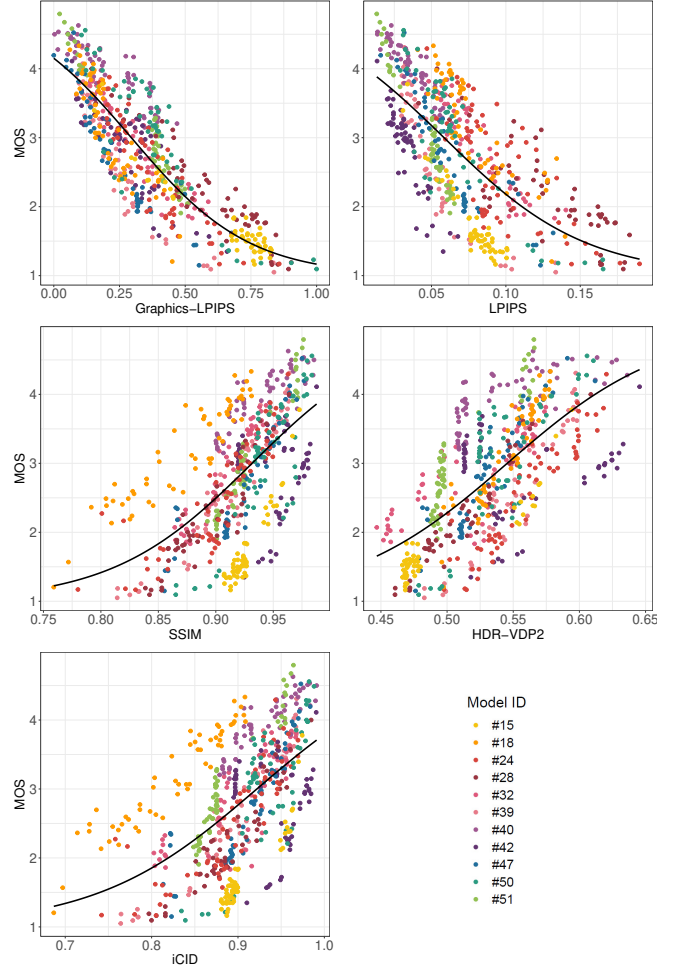 MOS
4
3
2
1
0.00 0.25 0.50 0.75 1.00
Graphics−LPIPS
MOS
4
3
2
1
0.05 0.10 0.15
LPIPS
MOS
4
3
2
1
0.75 0.80 0.85 0.90 0.95
SSIM
MOS
4
3
2
1
0.45 0.50 0.55 0.60 0.65
HDR−VDP2
MOS
4
3
2
1
0.7 0.8 0.9 1.0
iCID
Model ID
#15
#18
#24
#28
#32
#39
#40
#42
#47
#50
#51